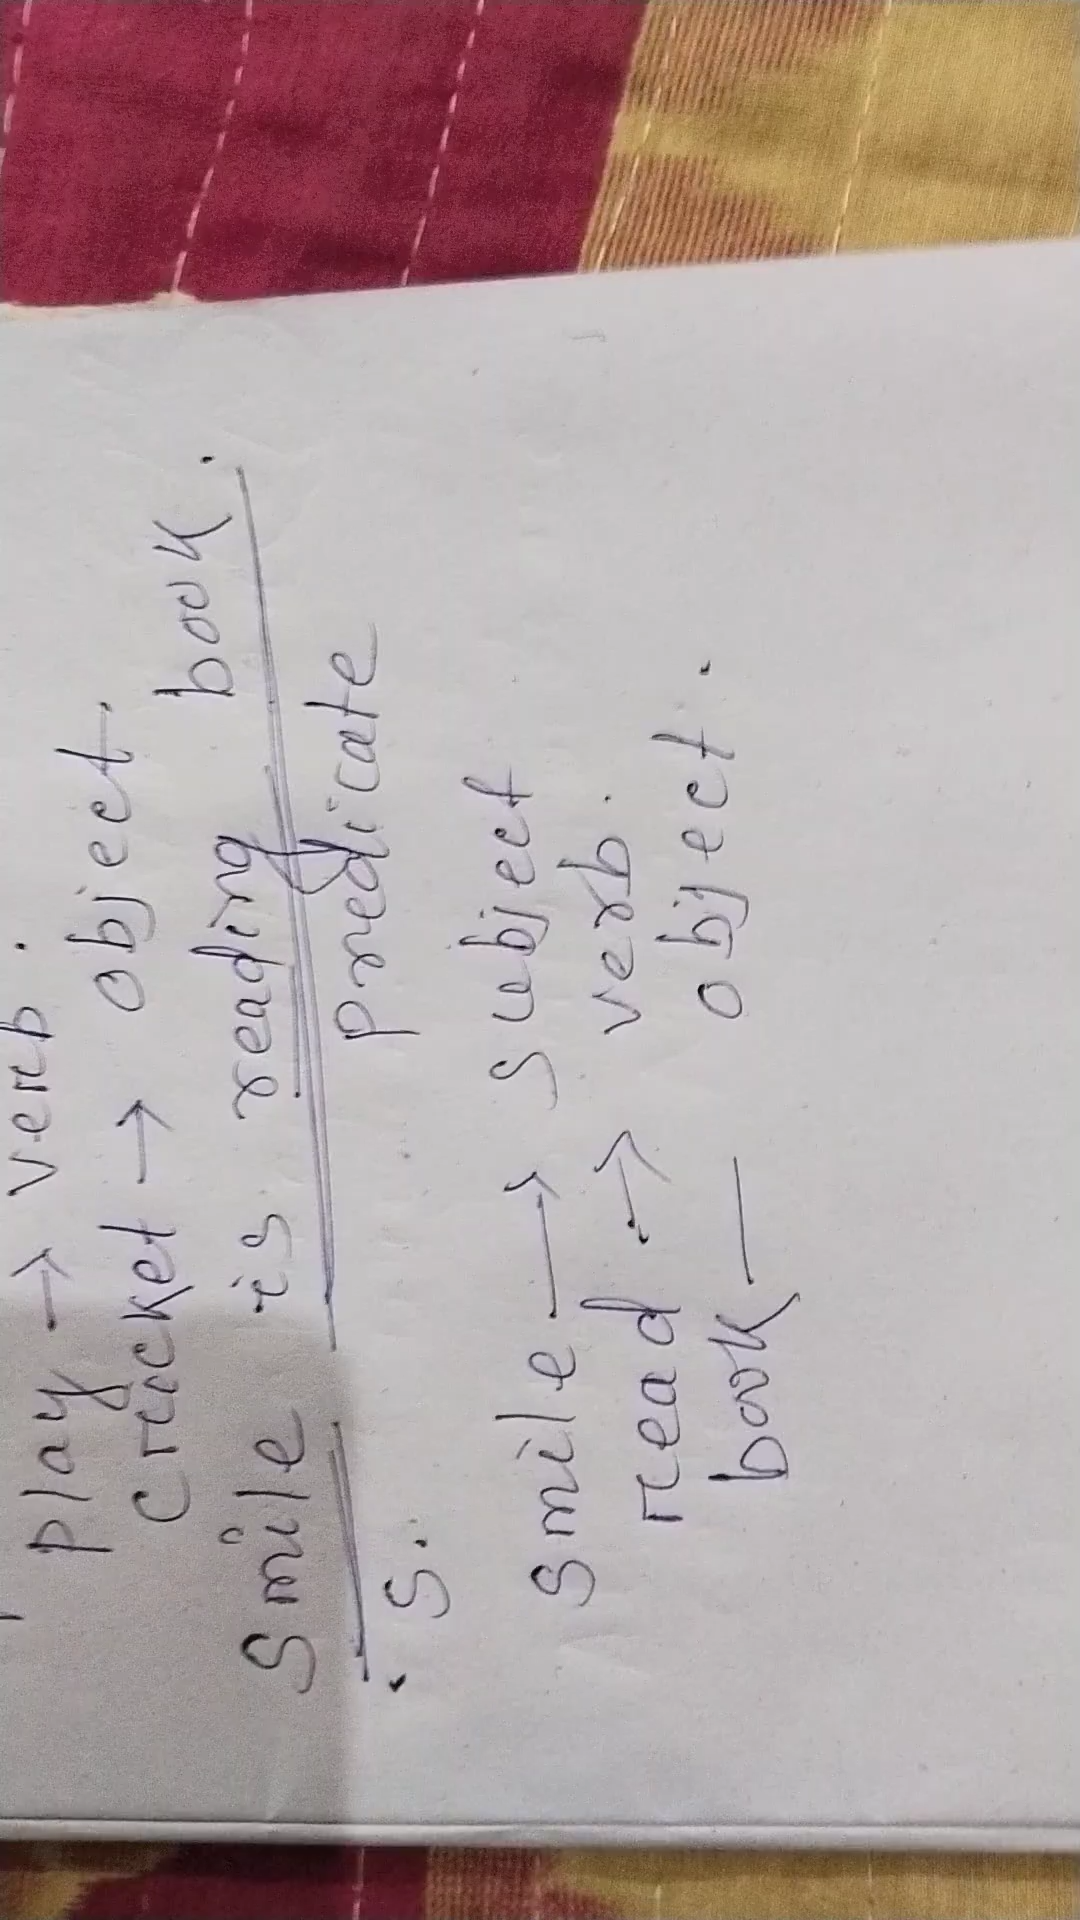 play → verb.
cricket → object.
Smile is reading book.
S. predicate
Smile → Subject
read → verb.
book — object.